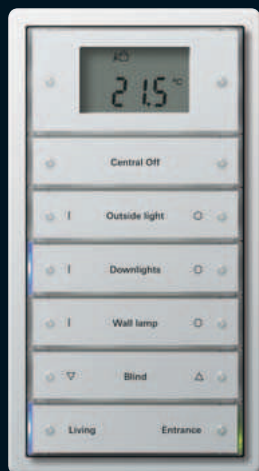 21.5 °C
Central Off
I Outside light O
I Downlights O
I Wall lamp O
▽ Blind △
Living Entrance